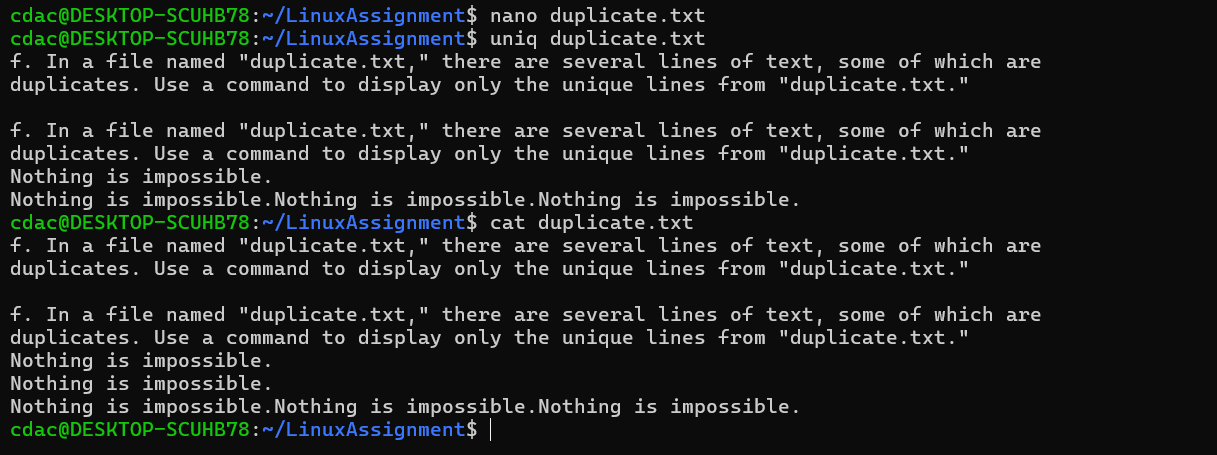 cdac@DESKTOP-SCUHB78:~/LinuxAssignment$ nano duplicate.txt
cdac@DESKTOP-SCUHB78:~/LinuxAssignment$ uniq duplicate.txt
f. In a file named "duplicate.txt," there are several lines of text, some of which are
duplicates. Use a command to display only the unique lines from "duplicate.txt."

f. In a file named "duplicate.txt," there are several lines of text, some of which are
duplicates. Use a command to display only the unique lines from "duplicate.txt."
Nothing is impossible.
Nothing is impossible.Nothing is impossible.Nothing is impossible.
cdac@DESKTOP-SCUHB78:~/LinuxAssignment$ cat duplicate.txt
f. In a file named "duplicate.txt," there are several lines of text, some of which are
duplicates. Use a command to display only the unique lines from "duplicate.txt."

f. In a file named "duplicate.txt," there are several lines of text, some of which are
duplicates. Use a command to display only the unique lines from "duplicate.txt."
Nothing is impossible.
Nothing is impossible.
Nothing is impossible.Nothing is impossible.Nothing is impossible.
cdac@DESKTOP-SCUHB78:~/LinuxAssignment$